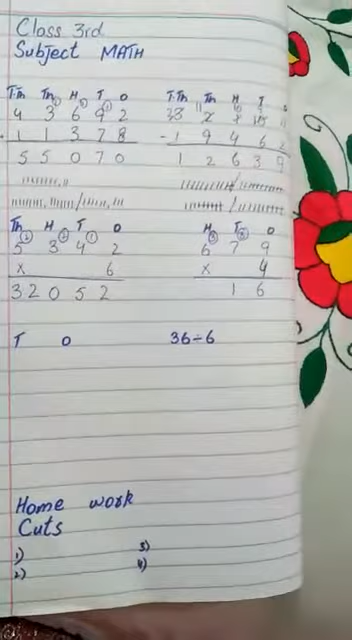 Class 3rd
Subject MATH
T.Th Th H T O
4 3 6 9 2
+ 1 1 3 7 8
5 5 0 7 0
T.Th Th H T
- 1 9 4 6 2
1 2 6 3 9
Th H T O
5 3 4 2
x 6
3 2 0 5 2
H T O
6 7 9
x 4
1 6
T O
36÷6
Home work
Cuts
1) 3)
2) 4)